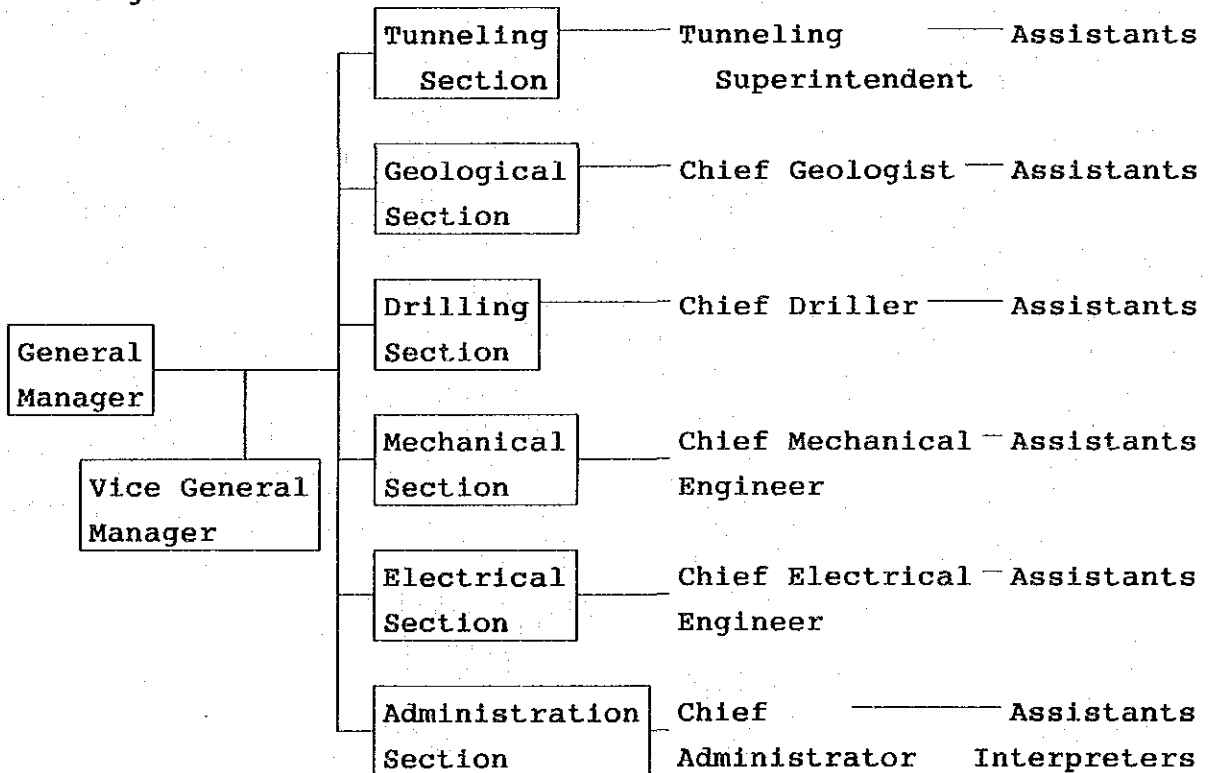 Tunneling Tunneling Assistants
Section Superintendent
Geological Chief Geologist Assistants
Section
Drilling Chief Driller Assistants
Section
General
Manager
Mechanical Chief Mechanical Assistants
Section Engineer
Vice General
Manager
Electrical Chief Electrical Assistants
Section Engineer
Administration Chief Assistants
Section Administrator Interpreters